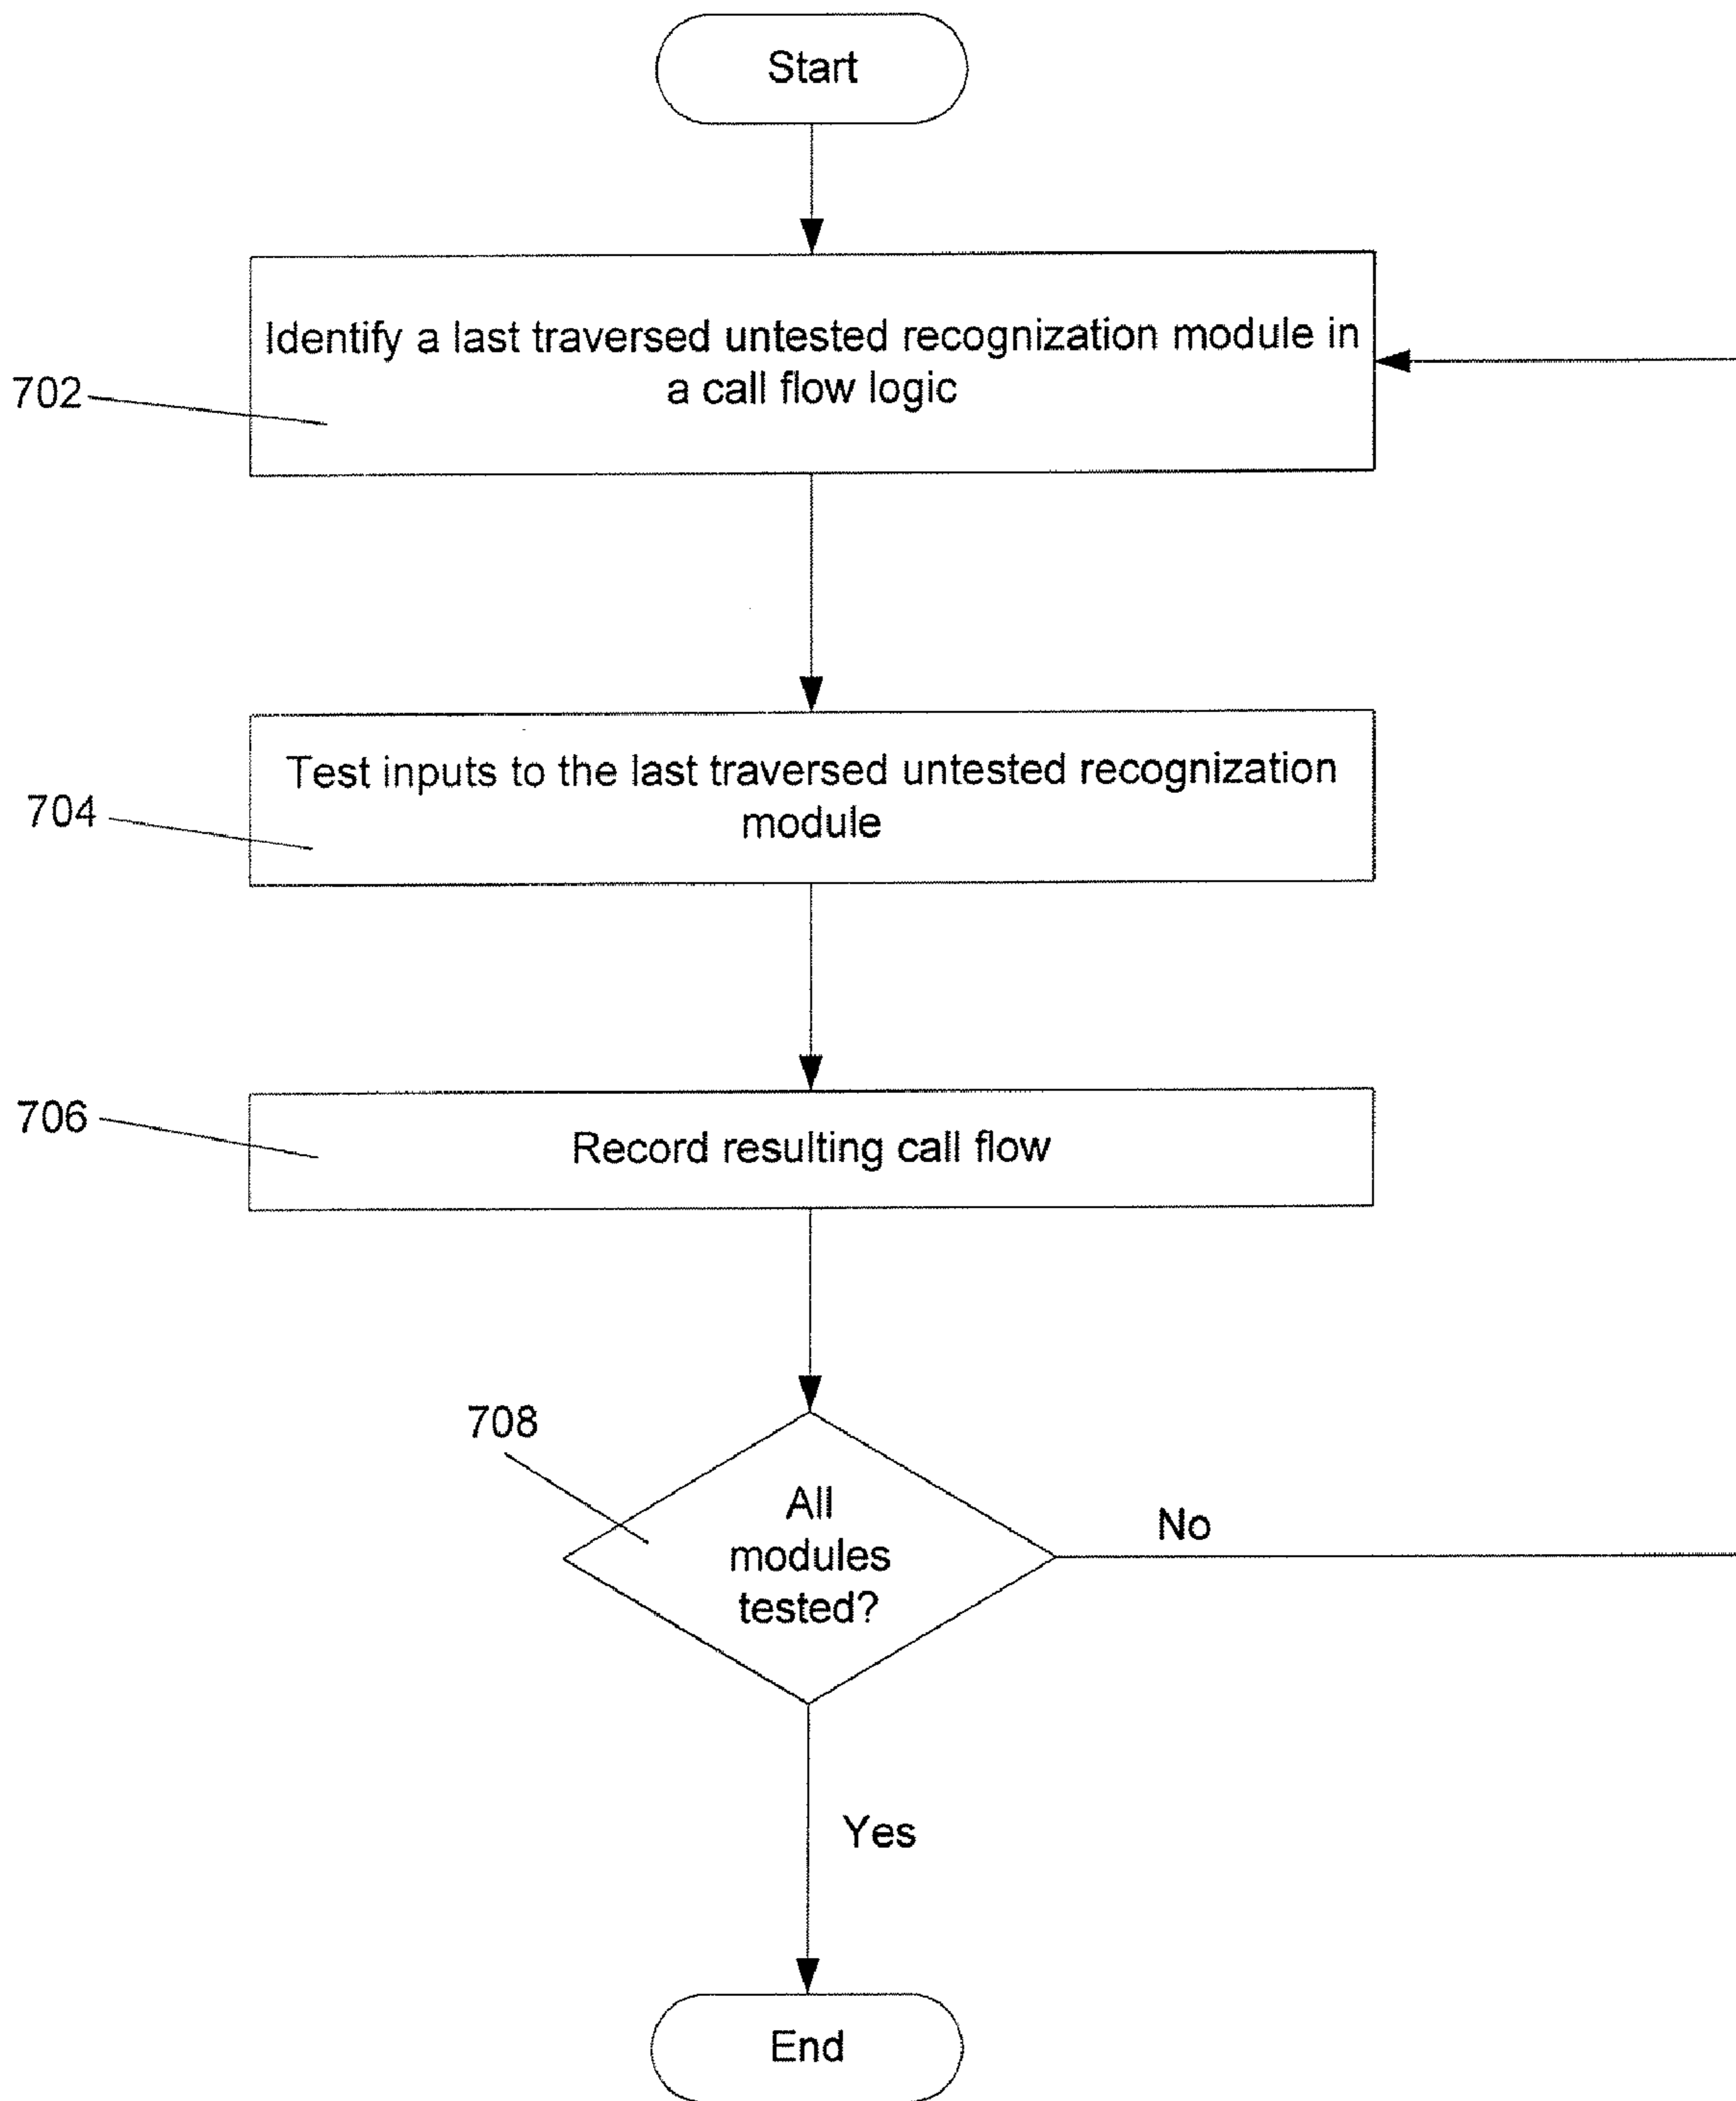 Start
Identify a last traversed untested recognization module in
a call flow logic
702
Test inputs to the last traversed untested recognization
module
704
Record resulting call flow
706
708
All
modules
tested?
No
Yes
End